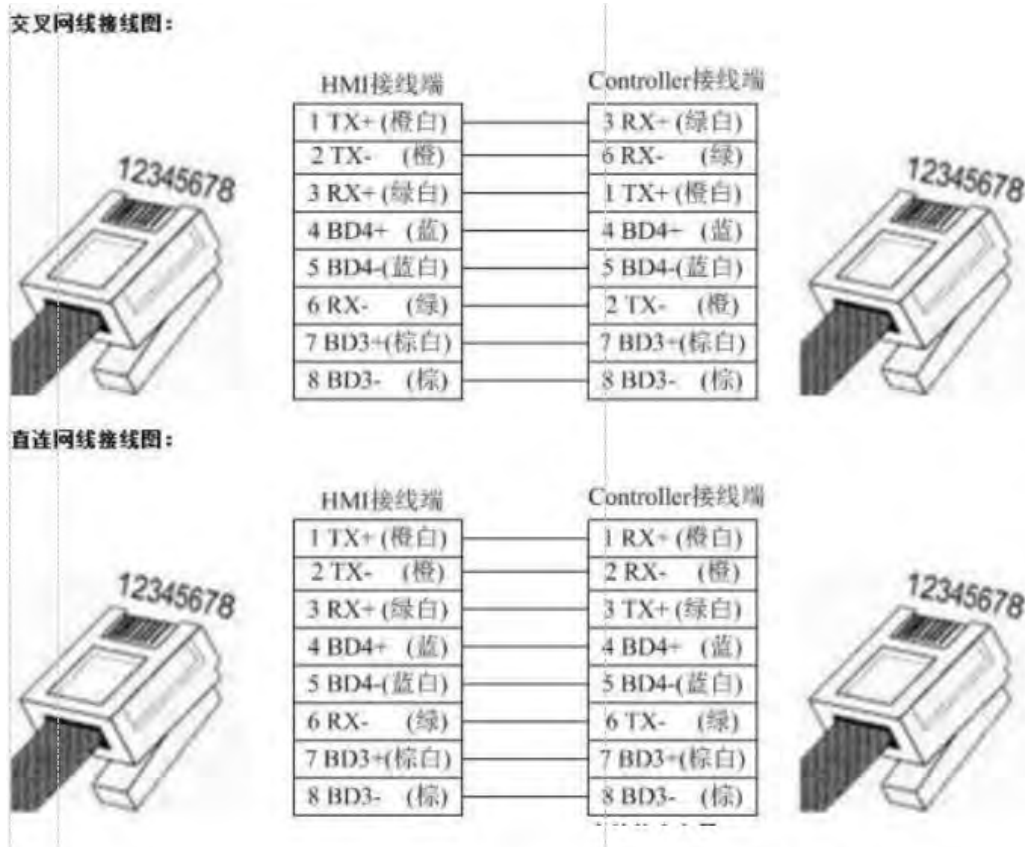 交叉网线接线图：
HMI接线端 Controller接线端
1 TX+ (橙白) 3 RX+ (绿白)
2 TX- (橙) 6 RX- (绿)
3 RX+ (绿白) 1 TX+ (橙白)
4 BD4+ (蓝) 4 BD4+ (蓝)
5 BD4-(蓝白) 5 BD4-(蓝白)
6 RX- (绿) 2 TX- (橙)
7 BD3+(棕白) 7 BD3+(棕白)
8 BD3- (棕) 8 BD3- (棕)
12345678 12345678
直连网线接线图：
HMI接线端 Controller接线端
1 TX+ (橙白) 1 RX+ (橙白)
2 TX- (橙) 2 RX- (橙)
3 RX+ (绿白) 3 TX+ (绿白)
4 BD4+ (蓝) 4 BD4+ (蓝)
5 BD4-(蓝白) 5 BD4-(蓝白)
6 RX- (绿) 6 TX- (绿)
7 BD3+(棕白) 7 BD3+(棕白)
8 BD3- (棕) 8 BD3- (棕)
12345678 12345678